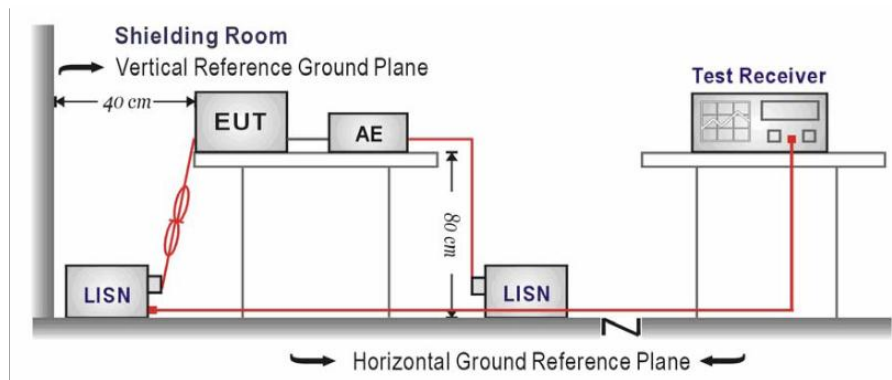 Shielding Room
Vertical Reference Ground Plane
40 cm
EUT
AE
Test Receiver
80 cm
LISN
LISN
Horizontal Ground Reference Plane